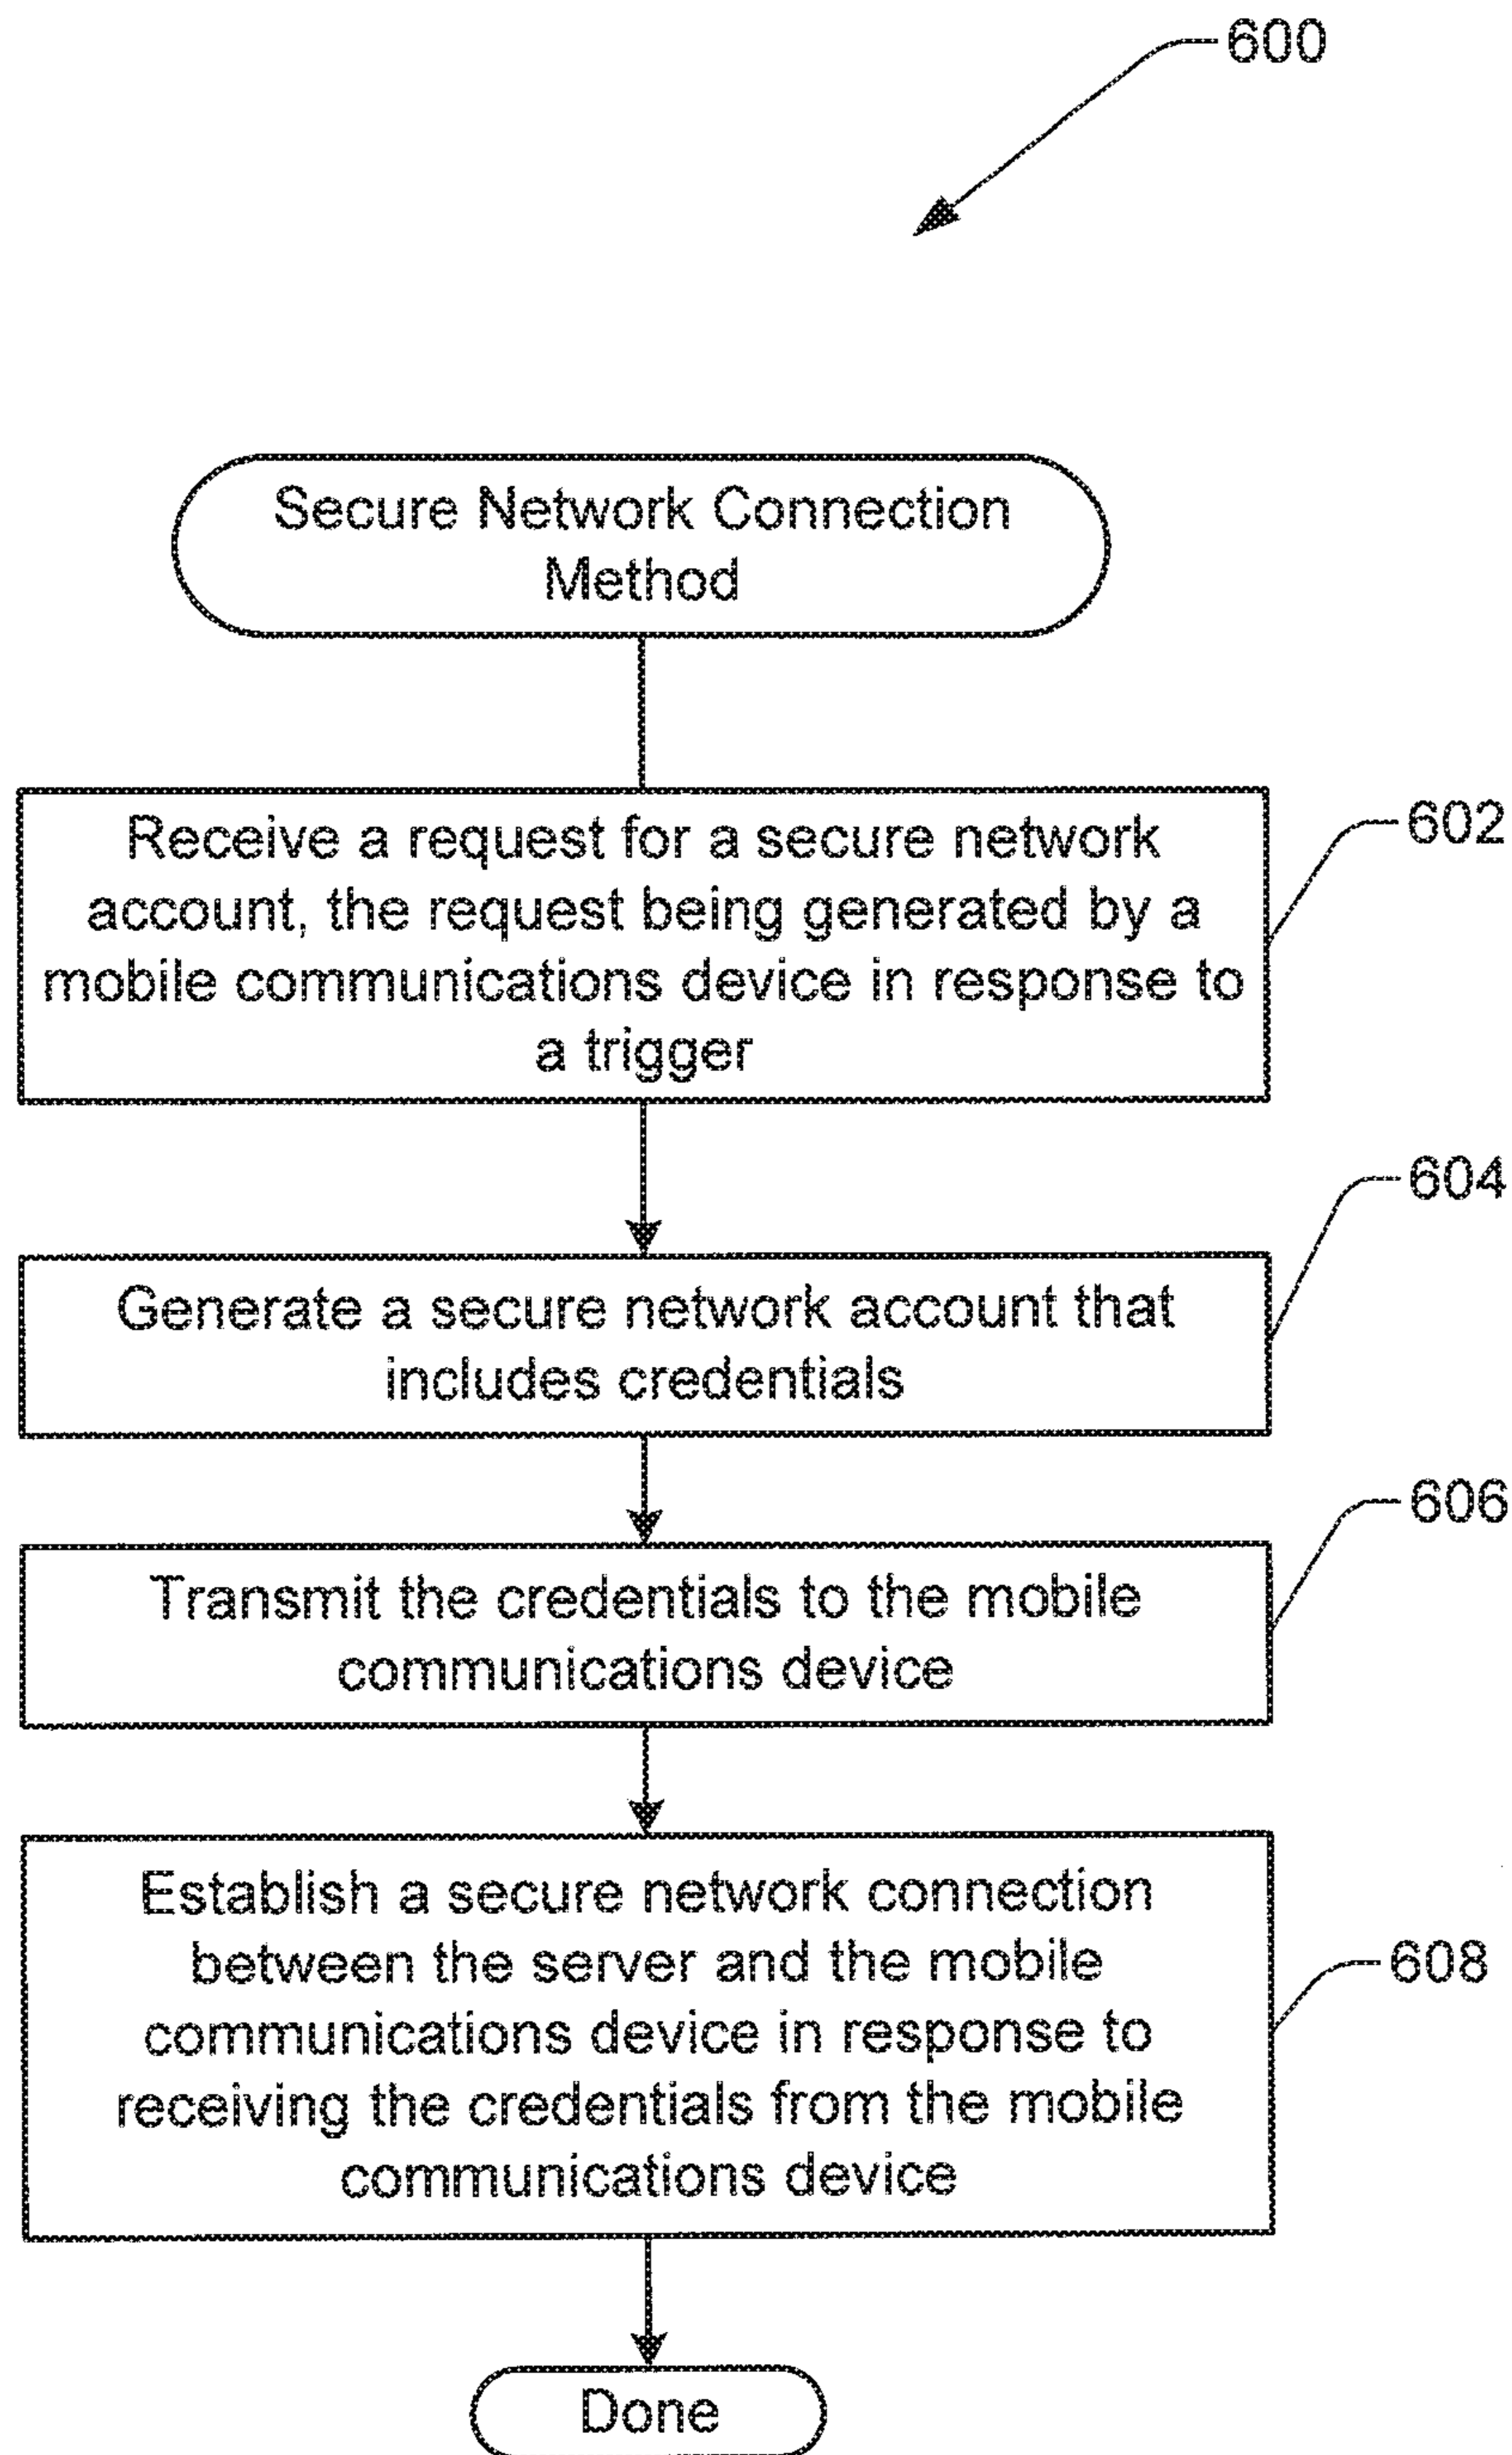 600
Secure Network Connection
Method
Receive a request for a secure network
account, the request being generated by a
mobile communications device in response to
a trigger
602
Generate a secure network account that
includes credentials
604
Transmit the credentials to the mobile
communications device
606
Establish a secure network connection
between the server and the mobile
communications device in response to
receiving the credentials from the mobile
communications device
608
Done